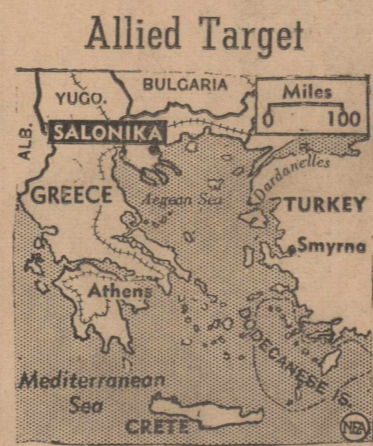 Allied Target
YUGO.
BULGARIA
Miles
0 100
ALB.
SALONIKA
GREECE
Aegean Sea
Dardanelles
TURKEY
Smyrna
Athens
DODECANESE IS.
Mediterranean
Sea
CRETE
NEA